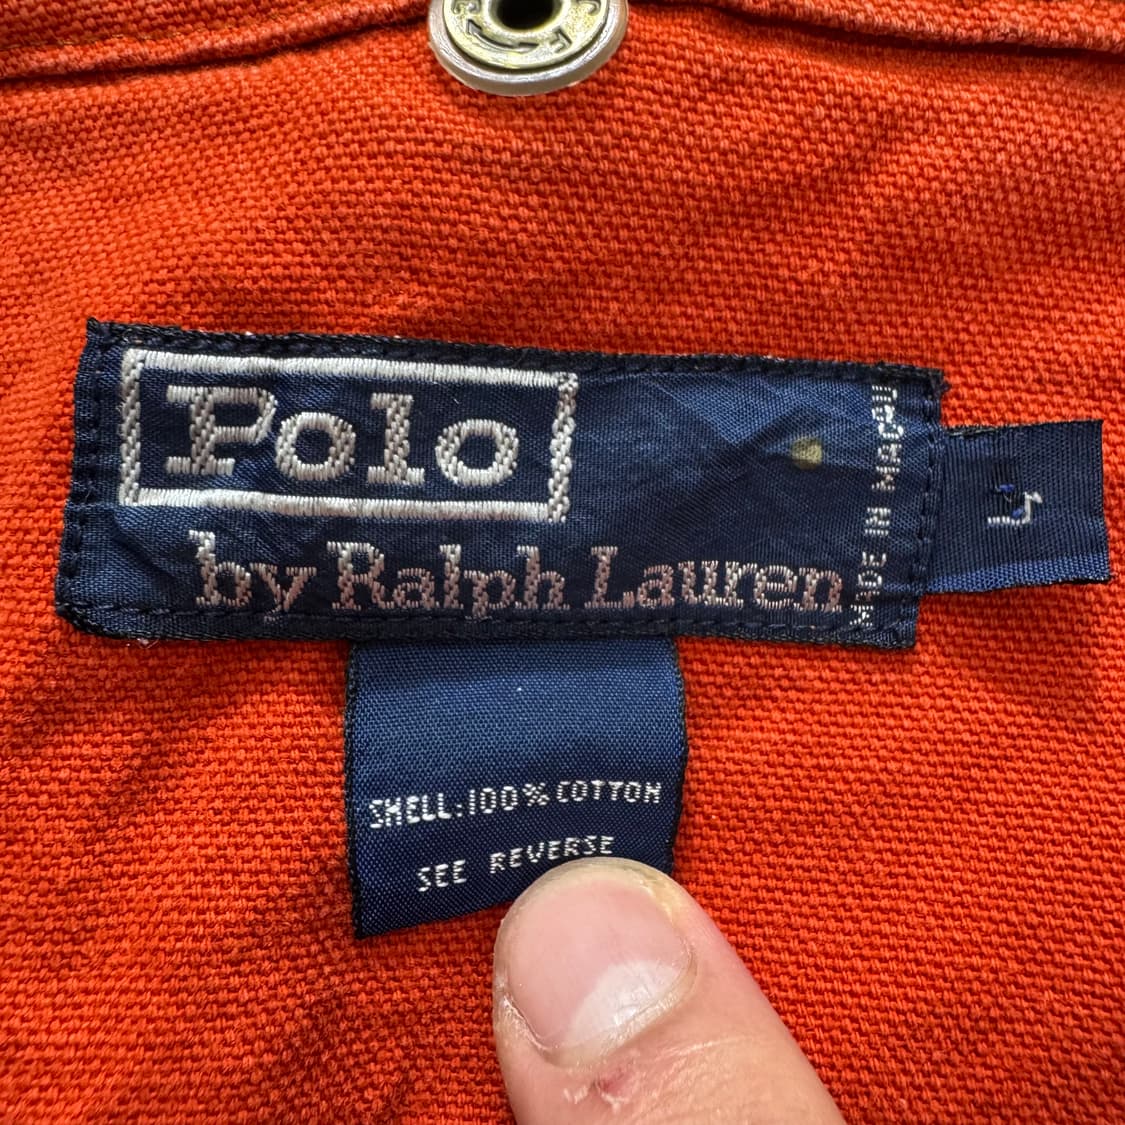 Polo
by Ralph Lauren
MADE IN MACAU
L
SHELL:100% COTTON
SEE REVERSE